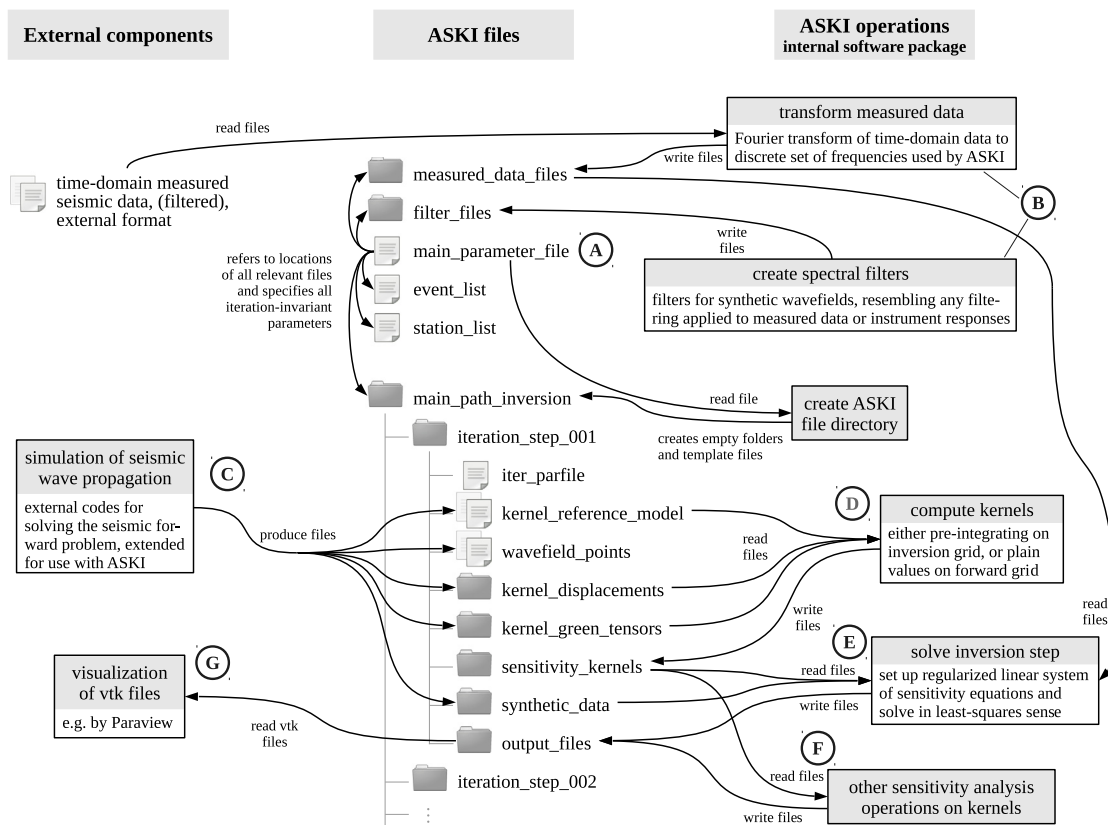 External components
ASKI files
ASKI operations
internal software package
transform measured data
Fourier transform of time-domain data to
discrete set of frequencies used by ASKI
read files
write files
time-domain measured
seismic data, (filtered),
external format
measured_data_files
filter_files
main_parameter_file
event_list
station_list
A
B
write
files
create spectral filters
filters for synthetic wavefields, resembling any filte-
ring applied to measured data or instrument responses
refers to locations
of all relevant files
and specifies all
iteration-invariant
parameters
main_path_inversion
read file
create ASKI
file directory
creates empty folders
and template files
iteration_step_001
simulation of seismic
wave propagation
external codes for
solving the seismic for-
ward problem, extended
for use with ASKI
C
produce files
iter_parfile
kernel_reference_model
wavefield_points
kernel_displacements
kernel_green_tensors
sensitivity_kernels
synthetic_data
output_files
iteration_step_002
D
read
files
compute kernels
either pre-integrating on
inversion grid, or plain
values on forward grid
write
files
read
files
E
solve inversion step
set up regularized linear system
of sensitivity equations and
solve in least-squares sense
read files
write files
G
visualization
of vtk files
e.g. by Paraview
read vtk
files
F
read files
write files
other sensitivity analysis
operations on kernels